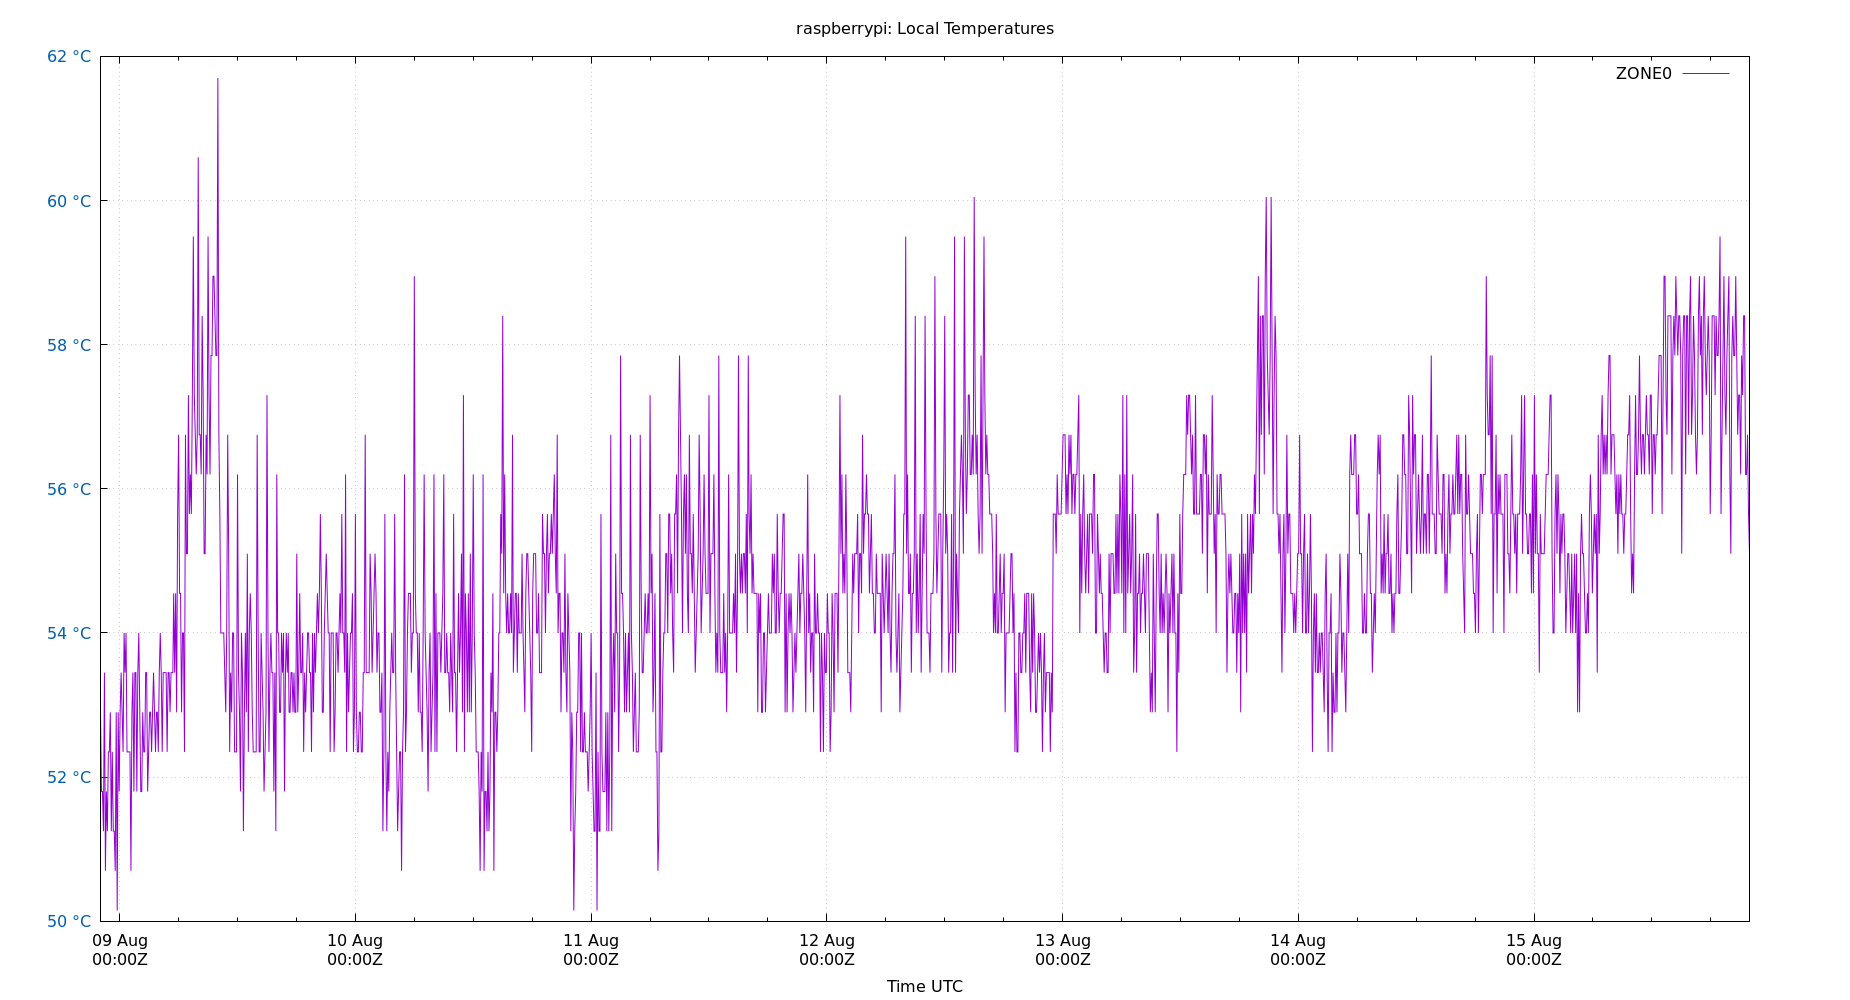 raspberrypi: Local Temperatures
62 °C
ZONE0
60 °C
58 °C
56 °C
54 °C
52 °C
50 °C
09 Aug 10 Aug 11 Aug 12 Aug 13 Aug 14 Aug 15 Aug
00:00Z 00:00Z 00:00Z 00:00Z 00:00Z 00:00Z 00:00Z
Time UTC